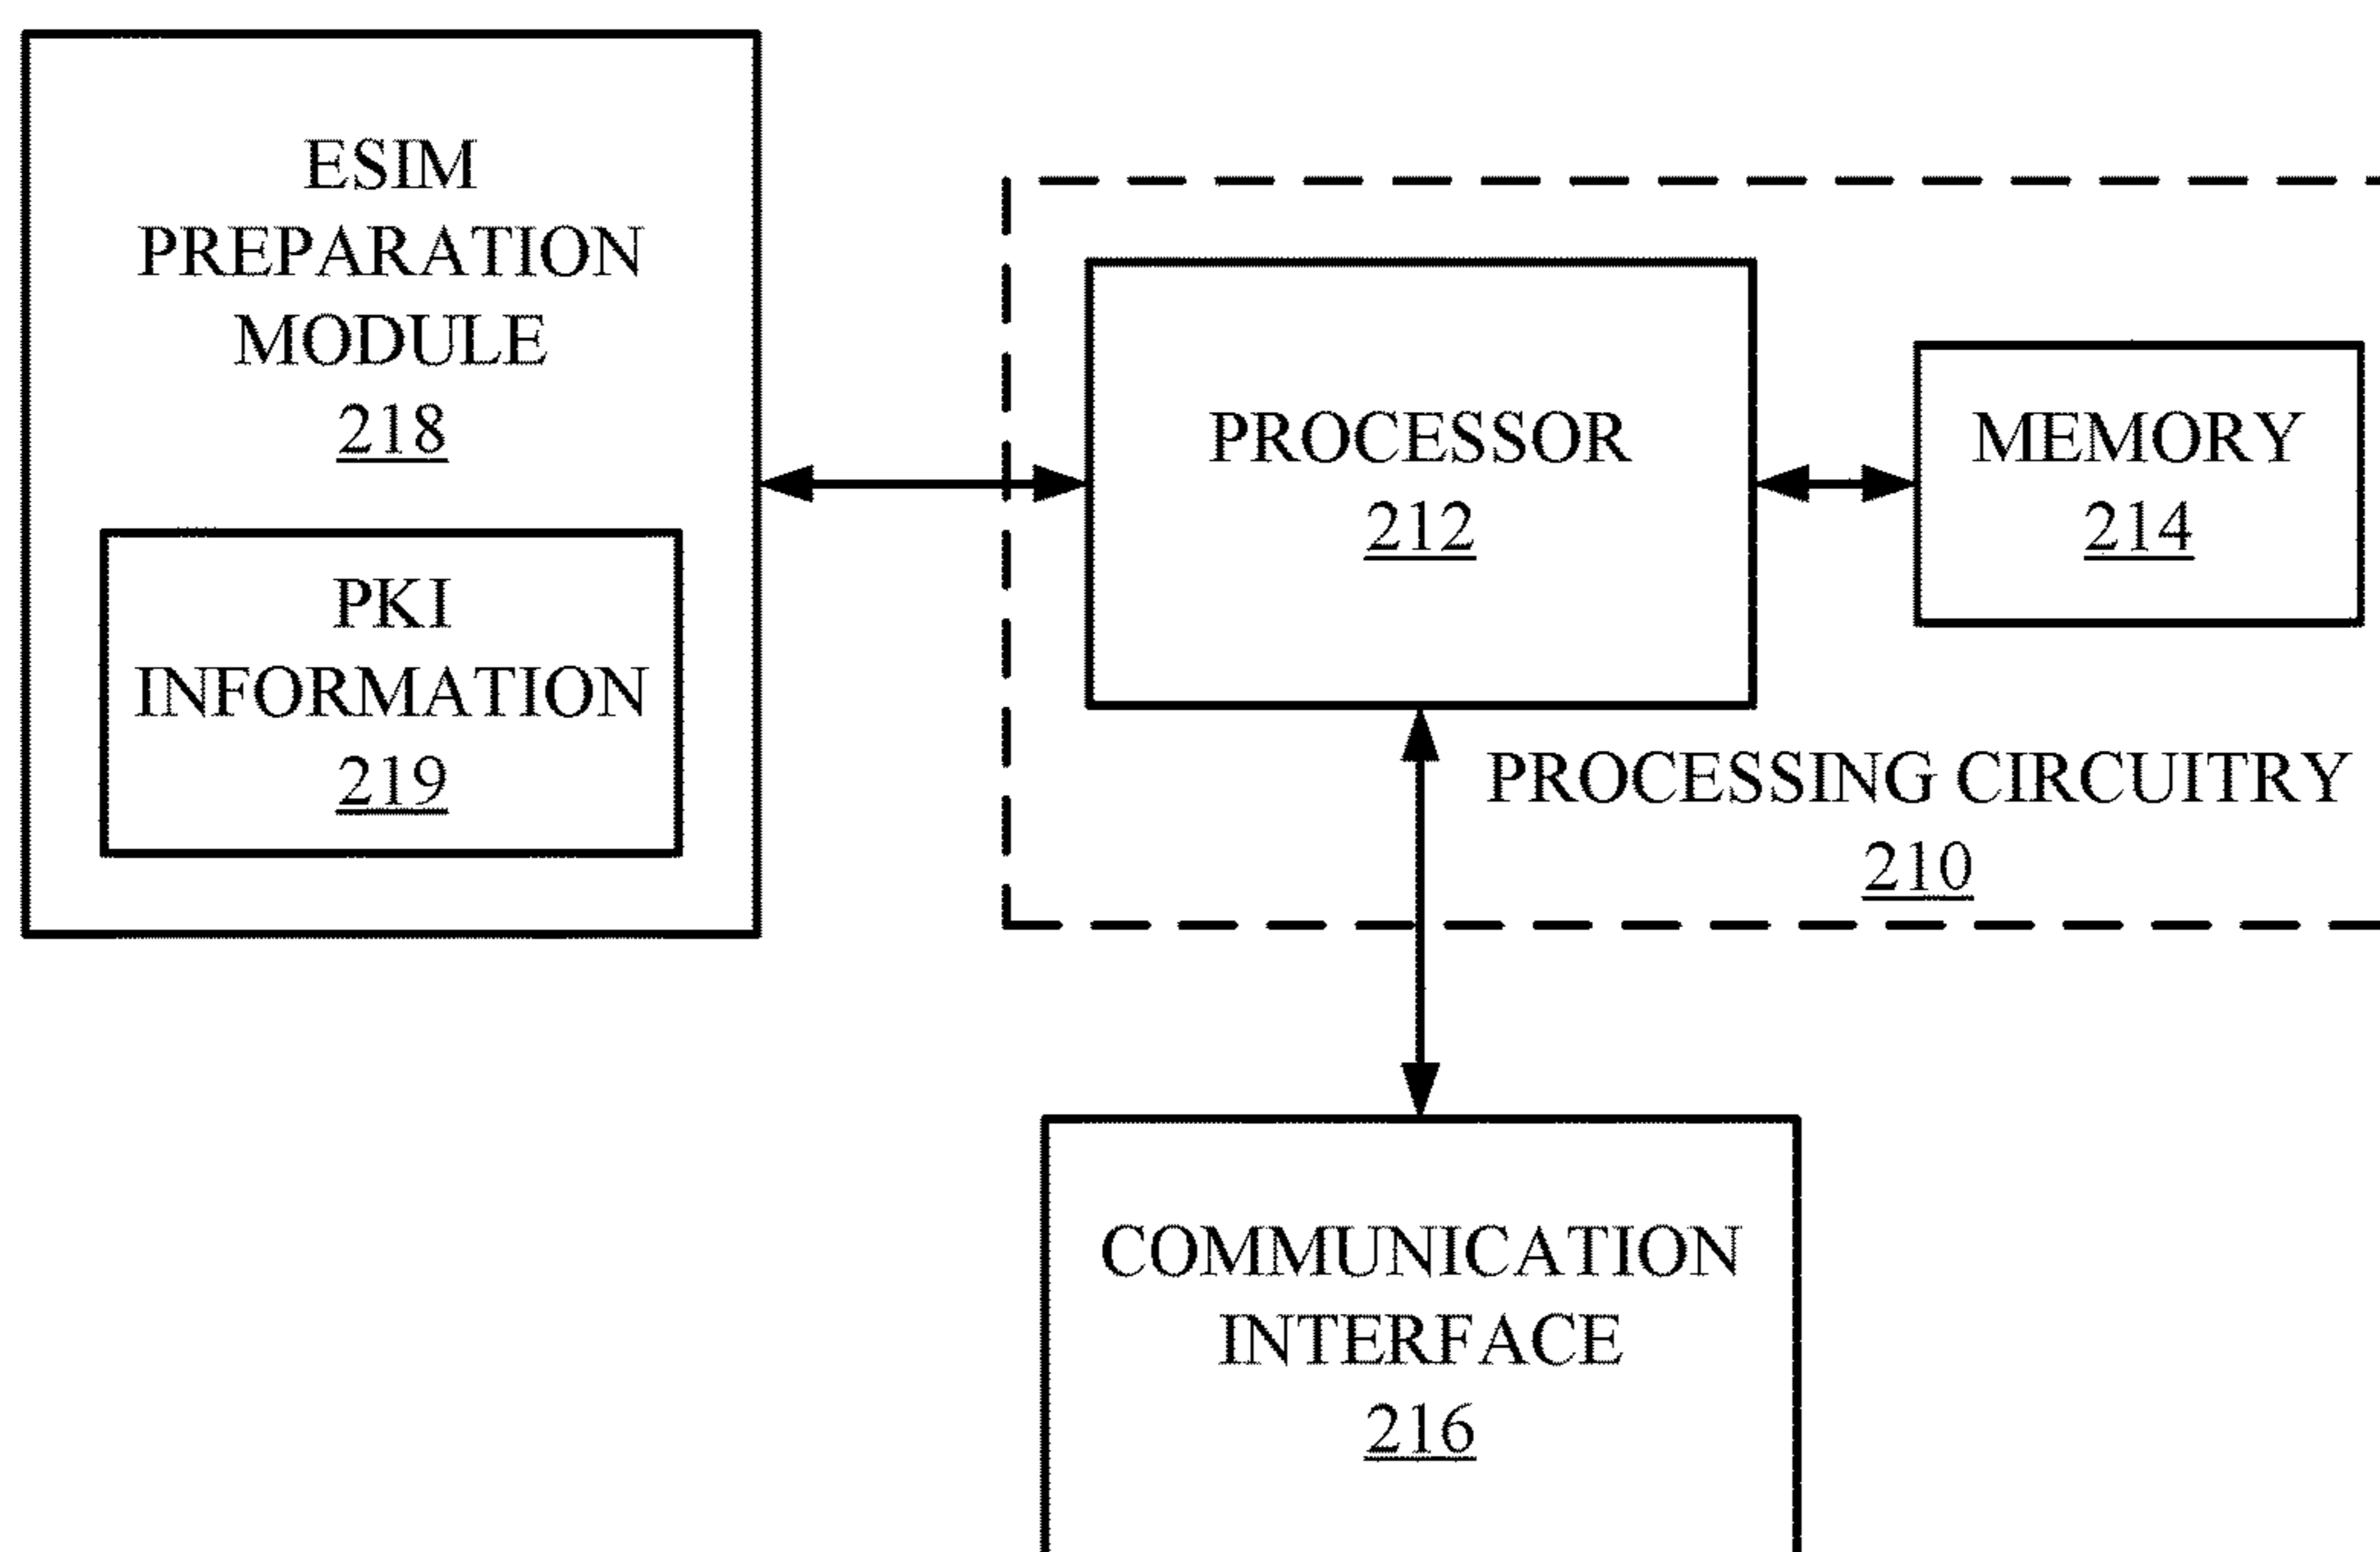 ESIM
PREPARATION
MODULE
218
PKI
INFORMATION
219
PROCESSOR
212
MEMORY
214
PROCESSING CIRCUITRY
210
COMMUNICATION
INTERFACE
216